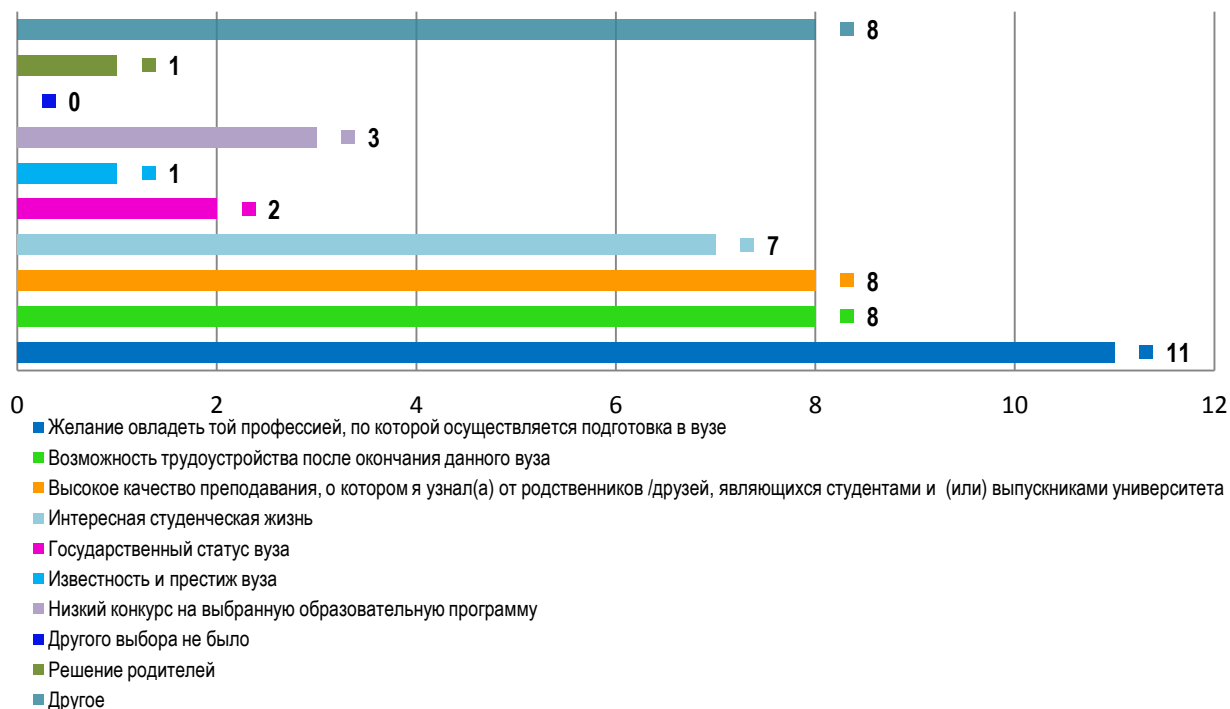 8
1
0
3
1
2
7
8
8
11
0 2 4 6 8 10 12
Желание овладеть той профессией, по которой осуществляется подготовка в вузе
Возможность трудоустройства после окончания данного вуза
Высокое качество преподавания, о котором я узнал(а) от родственников /друзей, являющихся студентами и (или) выпускниками университета
Интересная студенческая жизнь
Государственный статус вуза
Известность и престиж вуза
Низкий конкурс на выбранную образовательную программу
Другого выбора не было
Решение родителей
Другое